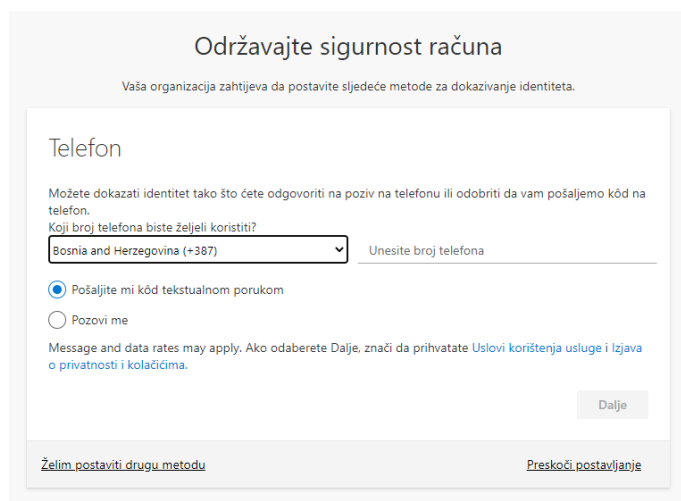 Održavajte sigurnost računa
Vaša organizacija zahtijeva da postavite sljedeće metode za dokazivanje identiteta.
Telefon
Možete dokazati identitet tako što ćete odgovoriti na poziv na telefonu ili odobriti da vam pošaljemo kôd na
telefon.
Koji broj telefona biste željeli koristiti?
Bosnia and Herzegovina (+387)
Unesite broj telefona
Pošaljite mi kôd tekstualnom porukom
Pozovi me
Message and data rates may apply. Ako odaberete Dalje, znači da prihvatate Uslovi korištenja usluge i Izjava
o privatnosti i kolačićima.
Dalje
Želim postaviti drugu metodu
Preskoči postavljanje